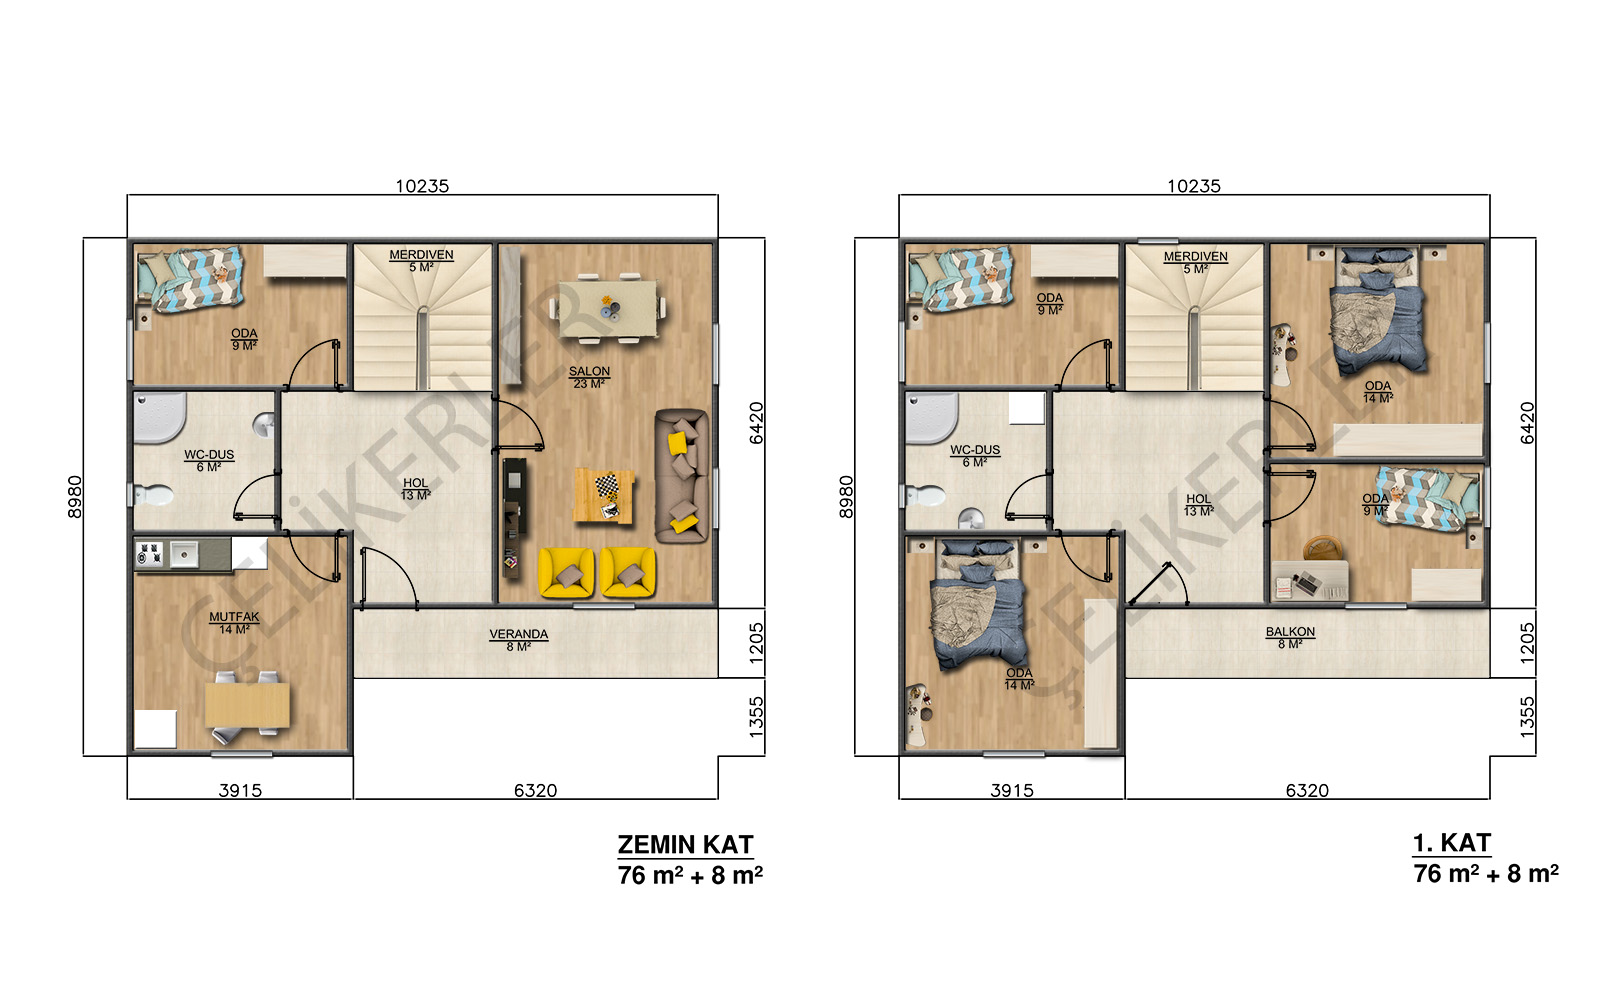 10235
MERDIVEN
5 M²
ODA
9 M²
SALON
23 M²
WC-DUS
6 M²
HOL
13 M²
MUTFAK
14 M²
VERANDA
8 M²
8980
6420
1205
1355
3915
6320
ZEMIN KAT
76 m² + 8 m²
ÇELİKERLER
10235
MERDIVEN
5 M²
ODA
9 M²
ODA
14 M²
WC-DUS
6 M²
HOL
13 M²
ODA
9 M²
BALKON
8 M²
ODA
14 M²
8980
6420
1205
1355
3915
6320
1. KAT
76 m² + 8 m²
ÇELİKERLER